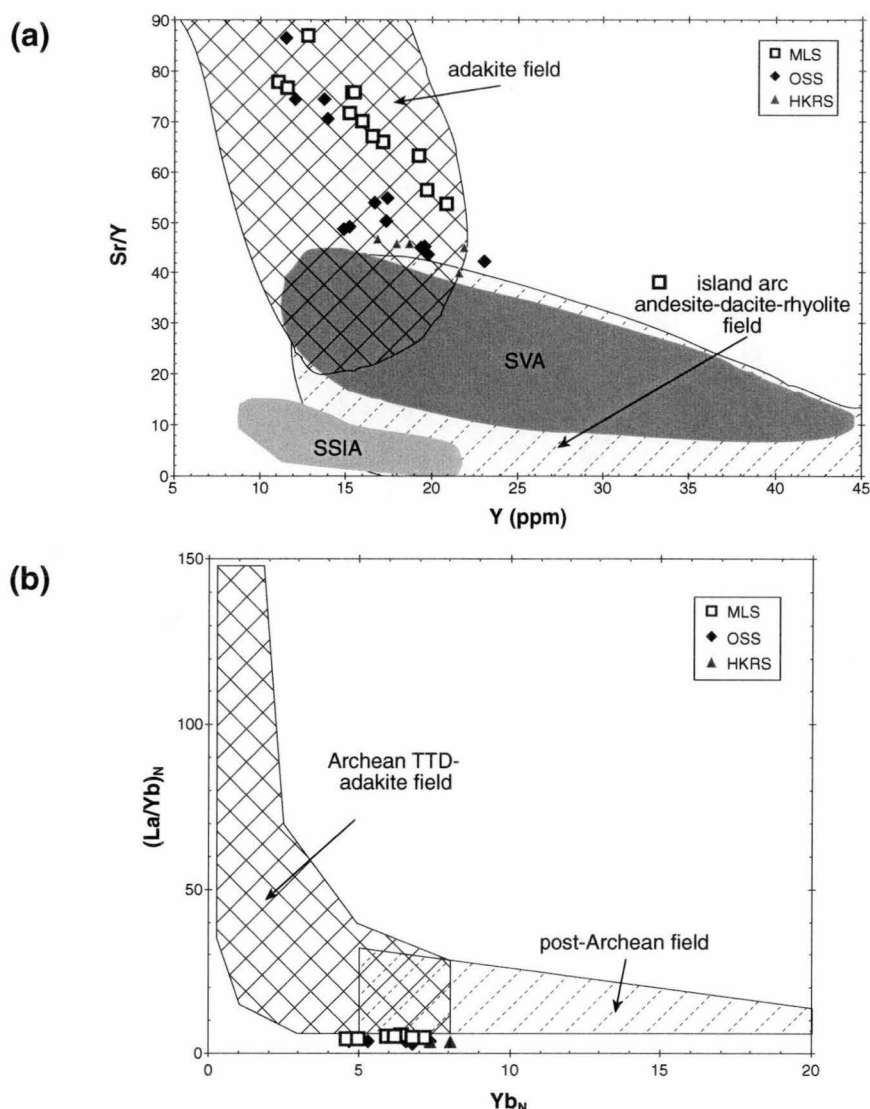 (a)
90
80
70
60
50
40
30
20
10
0
Sr/Y
adakite field
MLS
OSS
HKRS
island arc
andesite-dacite-rhyolite
field
SVA
SSIA
5
10
15
20
25
30
35
40
45
Y (ppm)
(b)
150
100
50
0
(La/Yb)N
MLS
OSS
HKRS
Archean TTD-
adakite field
post-Archean field
0
5
10
15
20
YbN